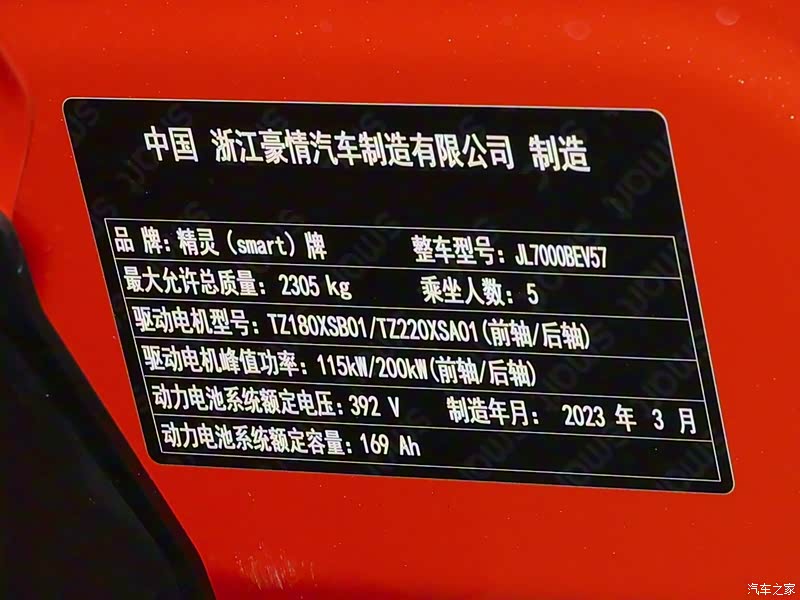 中国 浙江豪情汽车制造有限公司 制造
品 牌：精灵（smart）牌 整车型号：JL7000BEV57
最大允许总质量：2305 kg 乘坐人数：5
驱动电机型号：TZ180XSB01/TZ220XSA01(前轴/后轴)
驱动电机峰值功率：115kW/200kW(前轴/后轴)
动力电池系统额定电压：392 V 制造年月： 2023 年 3 月
动力电池系统额定容量：169 Ah
汽车之家